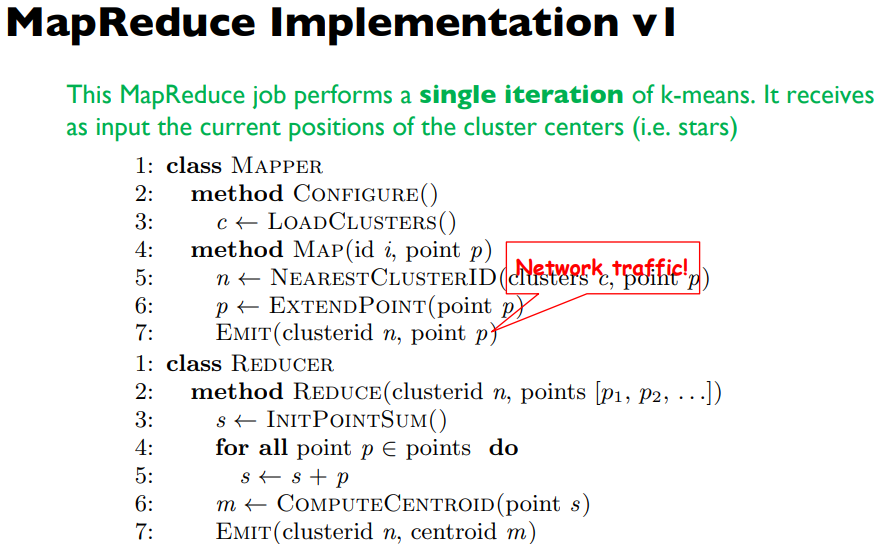 MapReduce Implementation v1
This MapReduce job performs a single iteration of k-means. It receives
as input the current positions of the cluster centers (i.e. stars)
1: class MAPPER
2: method CONFIGURE()
3: c ← LOADCLUSTERS()
4: method MAP(id i, point p)
Network traffic!
5: n ← NEARESTCLUSTERID(clusters c, point p)
6: p ← EXTENDPOINT(point p)
7: EMIT(clusterid n, point p)
1: class REDUCER
2: method REDUCE(clusterid n, points [p₁, p₂, . . .])
3: s ← INITPOINTSUM()
4: for all point p ∈ points do
5: s ← s + p
6: m ← COMPUTECENTROID(point s)
7: EMIT(clusterid n, centroid m)